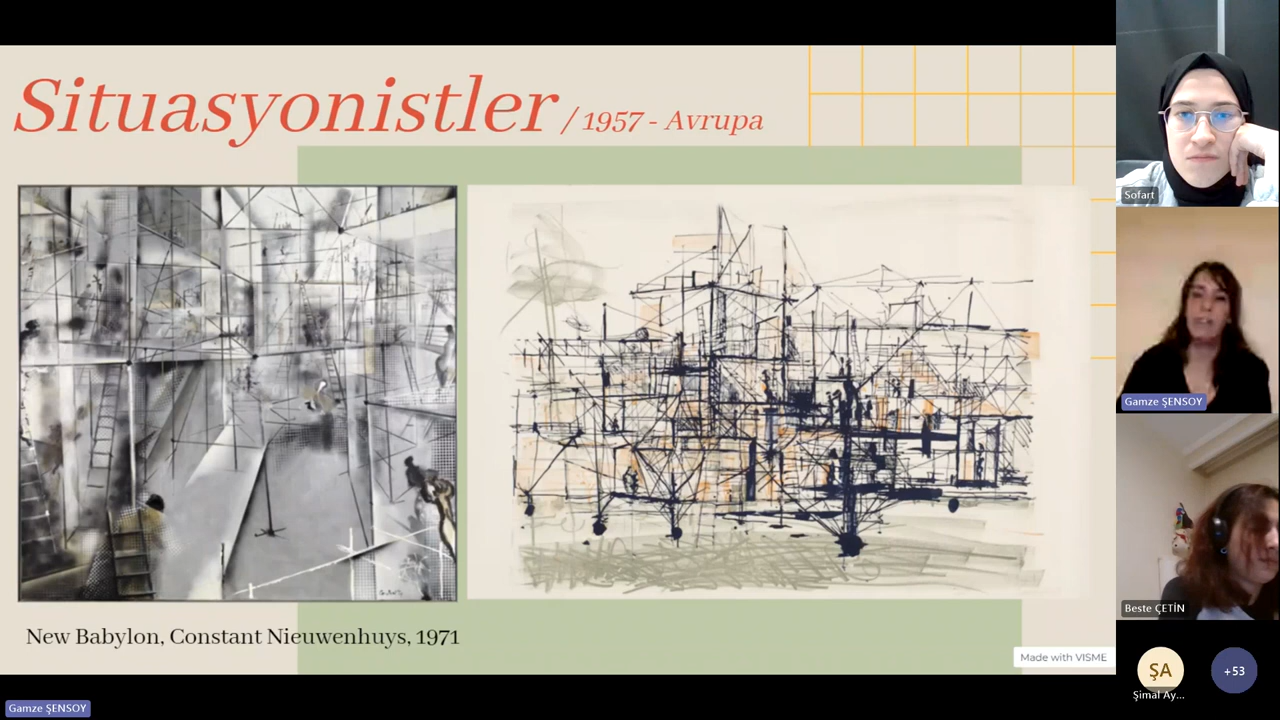 Situasyonistler / 1957 - Avrupa
New Babylon, Constant Nieuwenhuys, 1971
Made with VISME
Gamze ŞENSOY
Sofart
Gamze ŞENSOY
Beste ÇETİN
ŞA
Şimal Ay...
+53